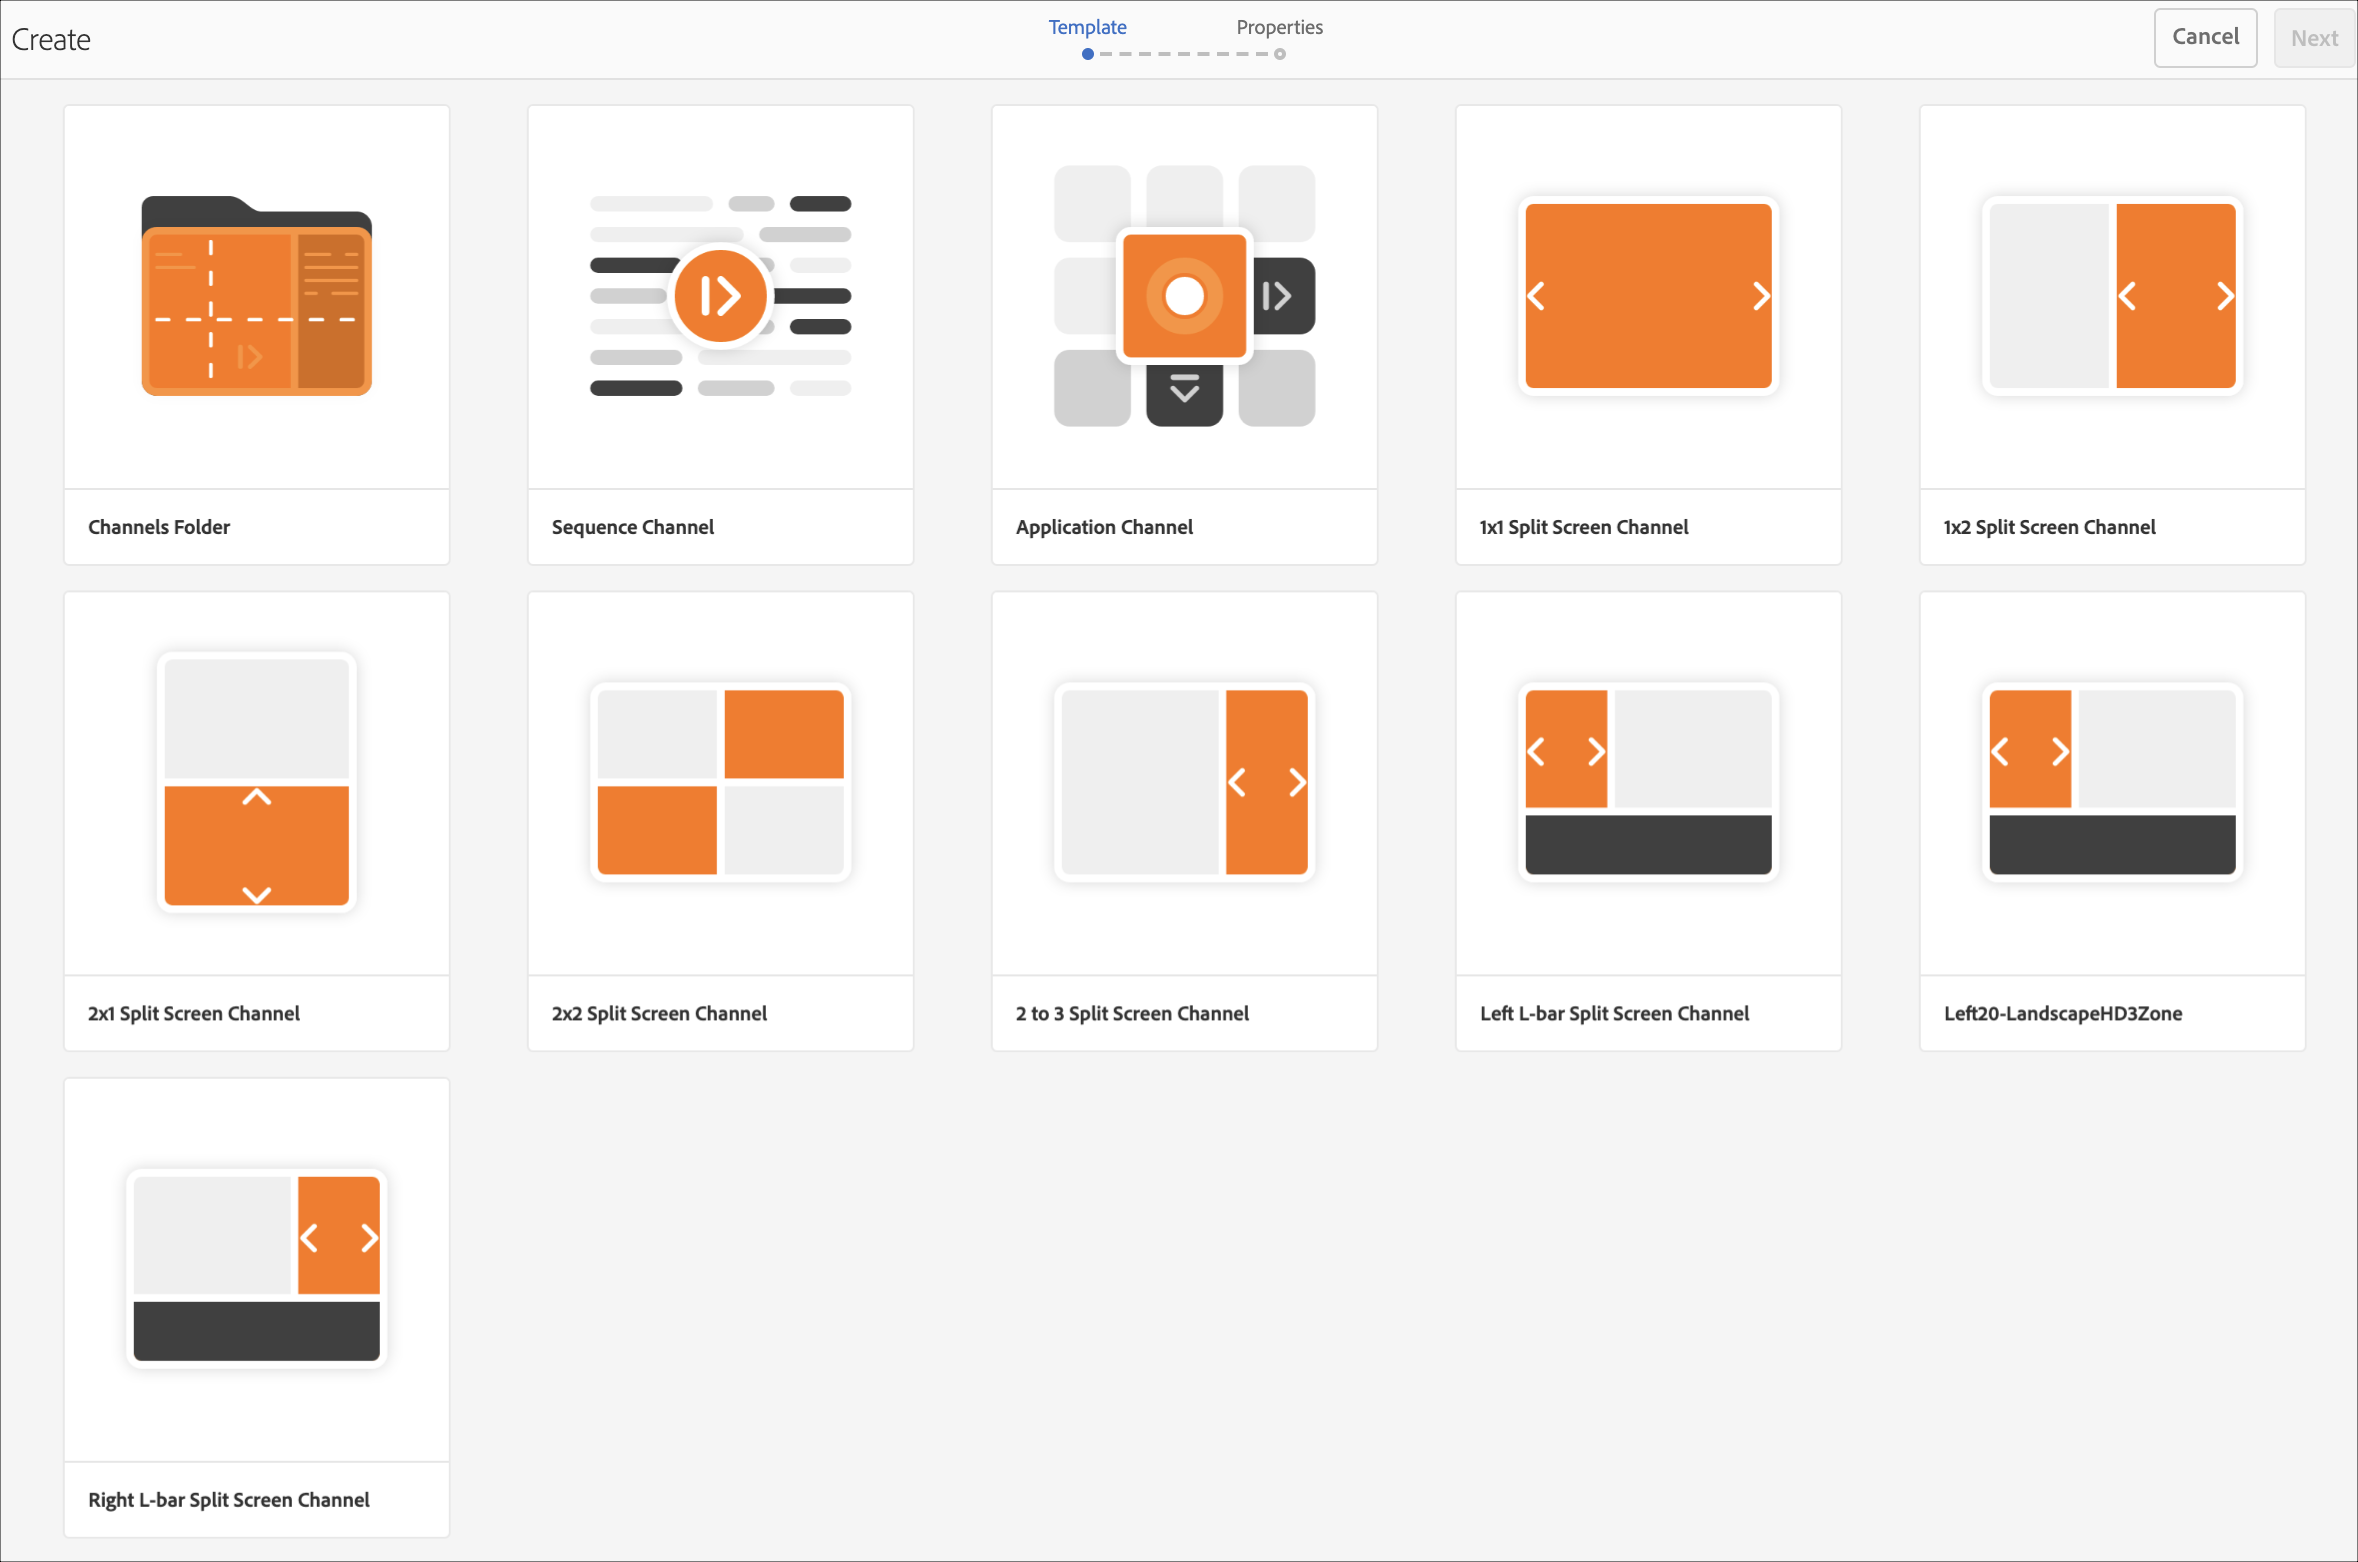 Create
Template
Properties
Cancel
Next
Channels Folder
Sequence Channel
Application Channel
1x1 Split Screen Channel
1x2 Split Screen Channel
2x1 Split Screen Channel
2x2 Split Screen Channel
2 to 3 Split Screen Channel
Left L-bar Split Screen Channel
Left20-LandscapeHD3Zone
Right L-bar Split Screen Channel